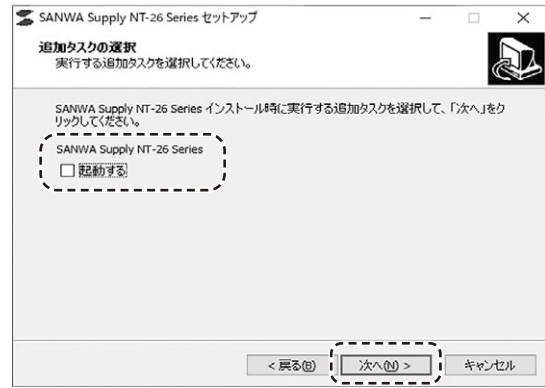 SANWA Supply NT-26 Series セットアップ
追加タスクの選択
実行する追加タスクを選択してください。
SANWA Supply NT-26 Series インストール時に実行する追加タスクを選択して、「次へ」をク
リックしてください。
SANWA Supply NT-26 Series
起動する
< 戻る(B)
次へ(N) >
キャンセル